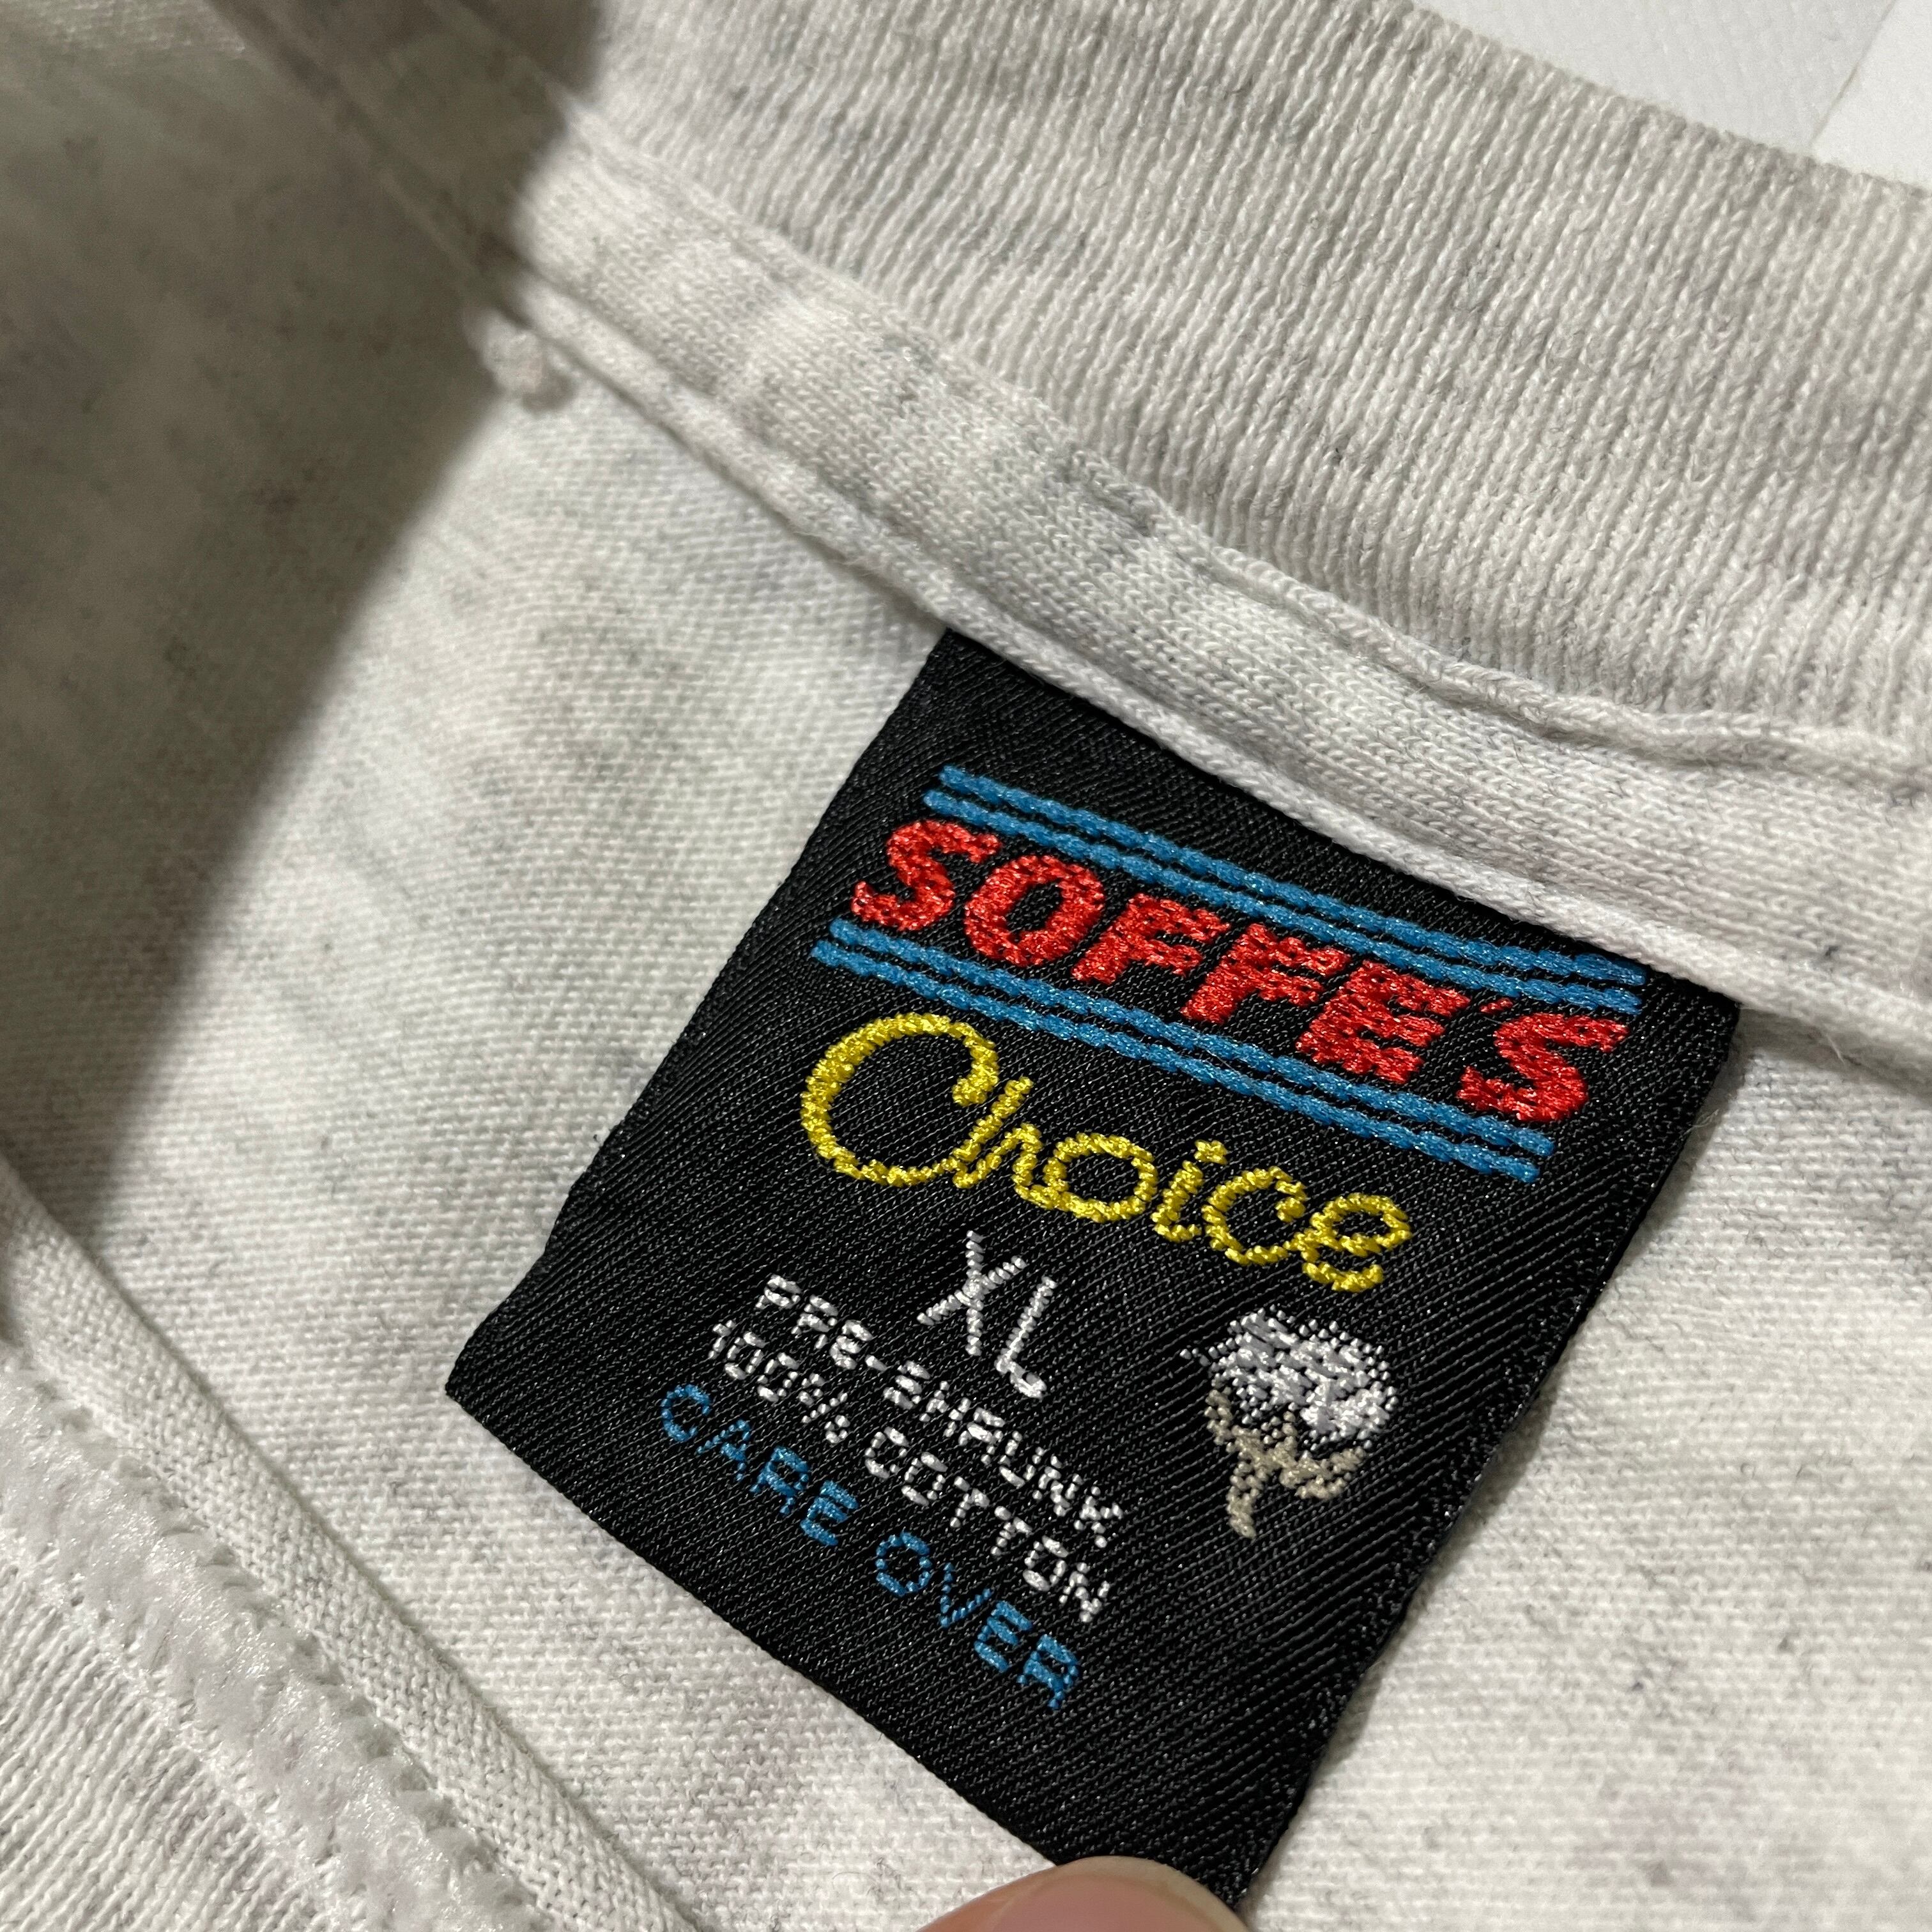 SOFFE'S
Choice
XL
PRE-SHRUNK
100% COTTON
CARE OVER